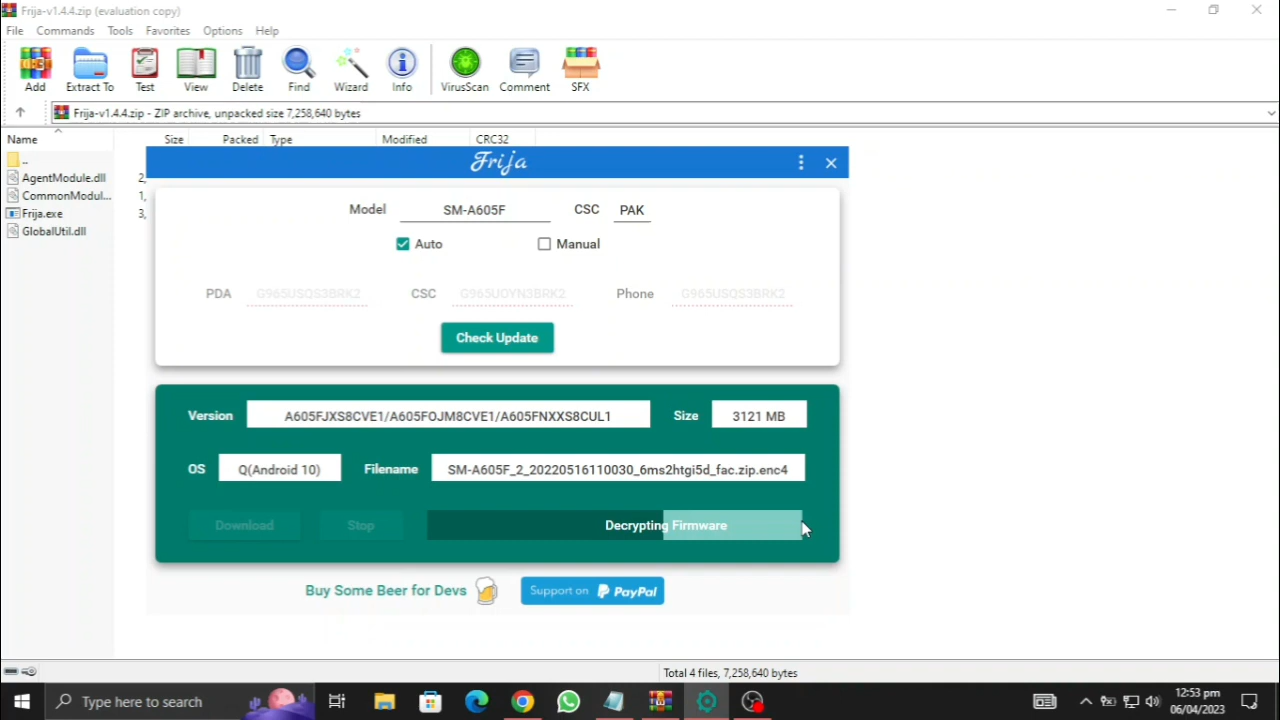 Frija-v1.4.4.zip (evaluation copy)
File Commands Tools Favorites Options Help
Add Extract To Test View Delete Find Wizard Info VirusScan Comment SFX
Frija-v1.4.4.zip - ZIP archive, unpacked size 7,258,640 bytes
Name Size Packed Type Modified CRC32
..
AgentModule.dll 2,
CommonModul... 1,
Frija.exe 3,
GlobalUtil.dll
Frija
Model SM-A605F CSC PAK
Auto Manual
PDA G965USQS3BRK2 CSC G965UOYN3BRK2 Phone G965USQS3BRK2
Check Update
Version A605FJXS8CVE1/A605FOJM8CVE1/A605FNXXS8CUL1 Size 3121 MB
OS Q(Android 10) Filename SM-A605F_2_20220516110030_6ms2htgi5d_fac.zip.enc4
Download Stop Decrypting Firmware
Buy Some Beer for Devs Support on PayPal
Total 4 files, 7,258,640 bytes
Type here to search
12:53 pm
06/04/2023